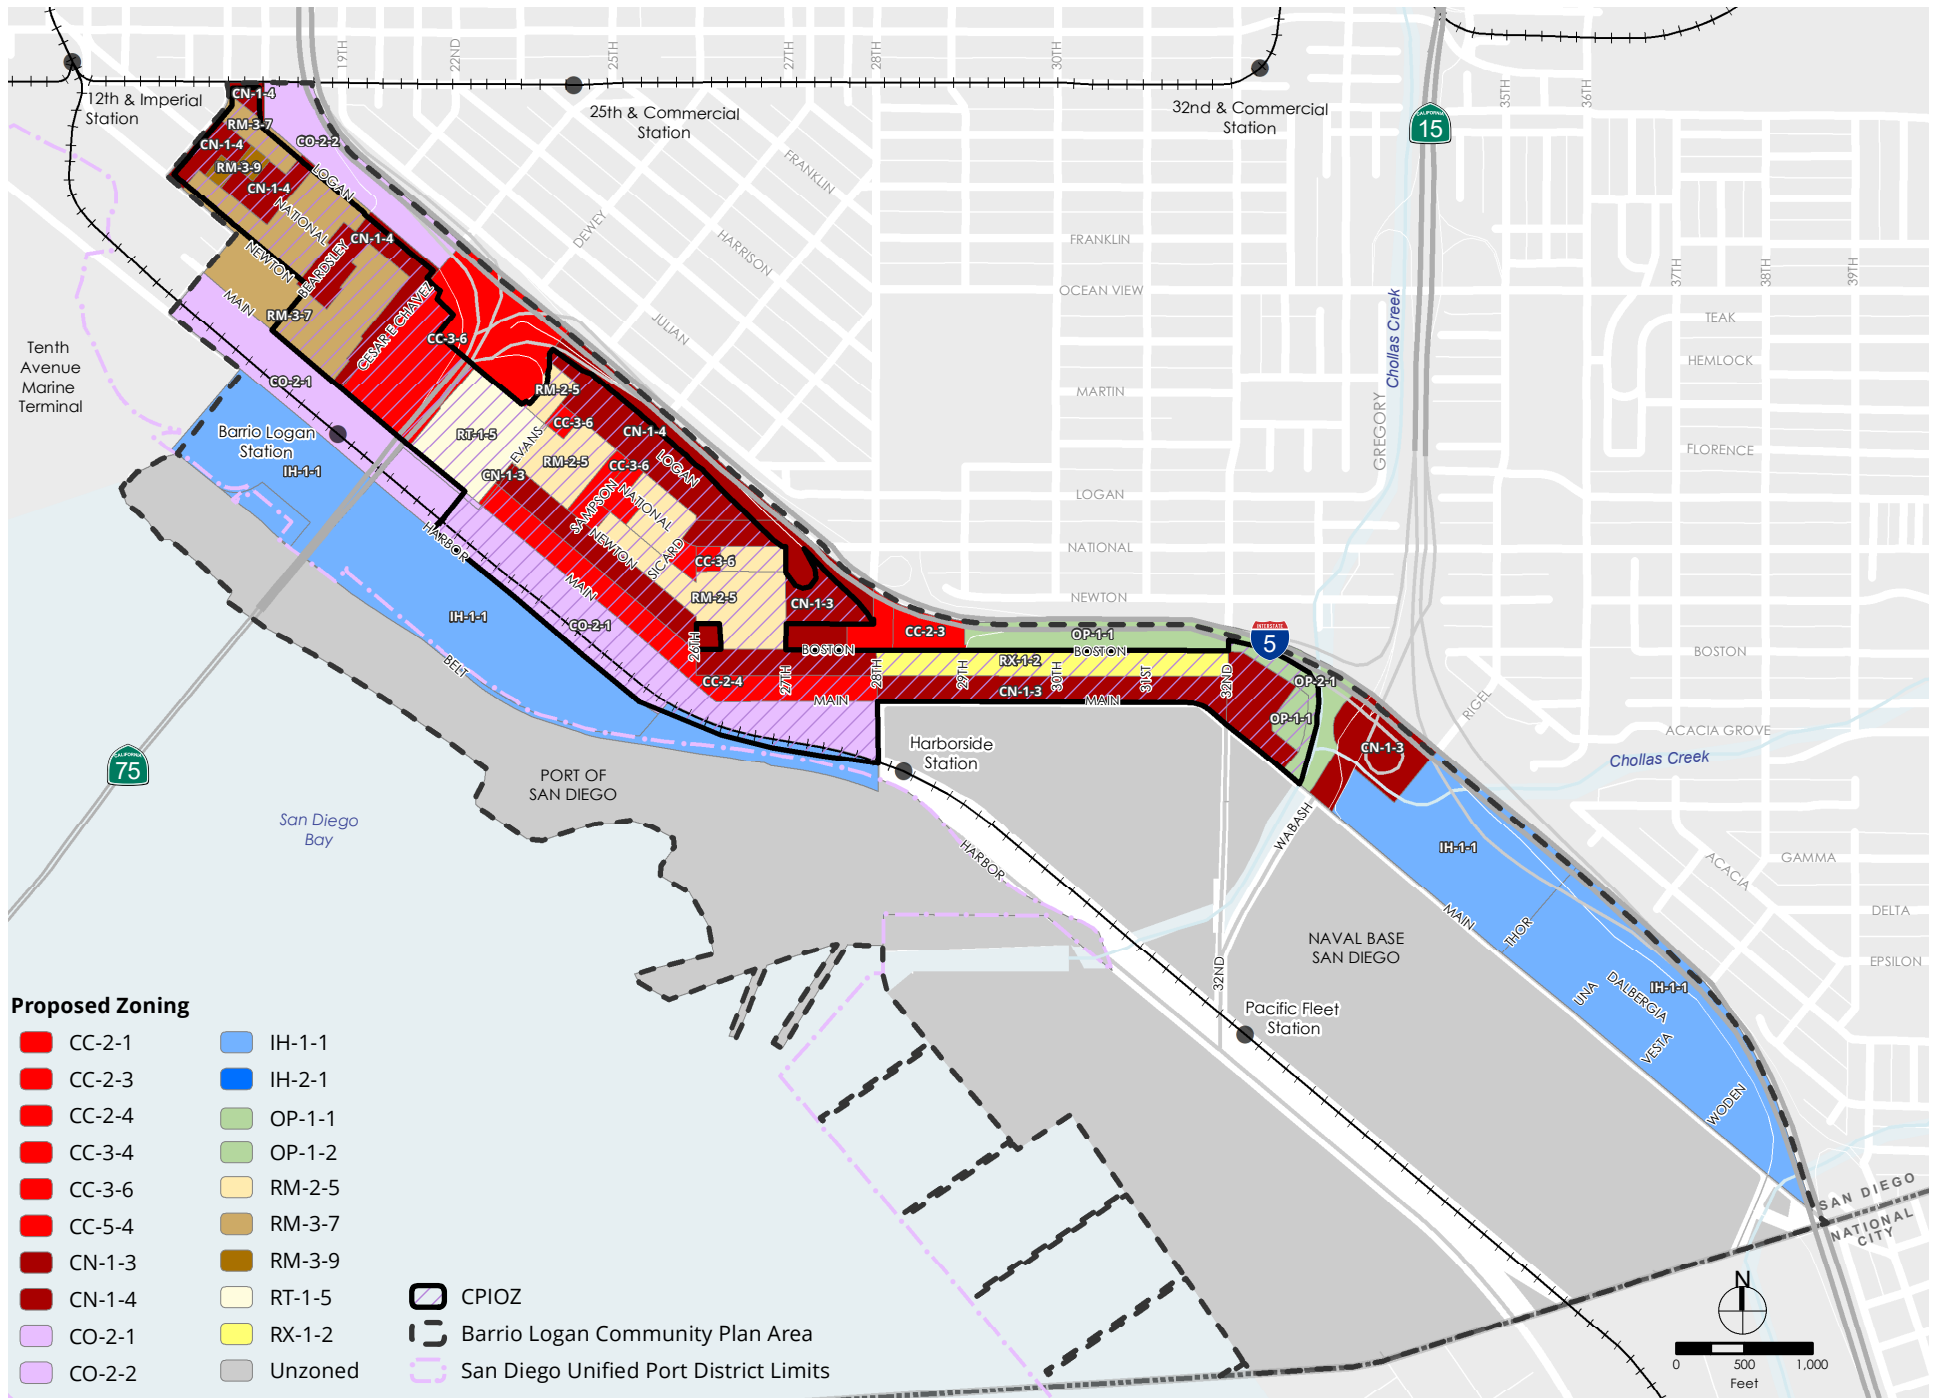 19TH
22ND
25TH
27TH
28TH
30TH
35TH
36TH
12th & Imperial
Station
25th & Commercial
Station
32nd & Commercial
Station
CALIFORNIA
15
CN-1-4
RM-3-7
CN-1-4
RM-3-9
CN-1-4
CO-2-2
LOGAN
NATIONAL
CN-1-4
BEARDSLEY
NEWTON
MAIN
RM-3-7
CESAR E CHAVEZ
CC-3-6
CO-2-1
FRANKLIN
DEWEY
HARRISON
JULIAN
FRANKLIN
OCEAN VIEW
MARTIN
LOGAN
NATIONAL
NEWTON
GREGORY
Chollas Creek
37TH
38TH
39TH
TEAK
HEMLOCK
FLORENCE
BOSTON
ACACIA GROVE
Chollas Creek
RIGEL
ACACIA
GAMMA
DELTA
EPSILON
Tenth
Avenue
Marine
Terminal
Barrio Logan
Station
IH-1-1
RT-1-5
EVANS
RM-2-5
CC-3-6
CN-1-4
RM-2-5
CC-3-6
LOGAN
CN-1-3
SAMPSON
NATIONAL
NEWTON
SICARD
CC-3-6
RM-2-5
CN-1-3
HARBOR
MAIN
CO-2-1
IH-1-1
BELT
26TH
BOSTON
CC-2-3
OP-1-1
BOSTON
INTERSTATE
5
CC-2-4
27TH
MAIN
28TH
29TH
RX-1-2
30TH
31ST
32ND
CN-1-3
MAIN
OP-2-1
OP-1-1
CN-1-3
Harborside
Station
CALIFORNIA
75
PORT OF
SAN DIEGO
San Diego
Bay
HARBOR
WABASH
IH-1-1
MAIN
THOR
NAVAL BASE
SAN DIEGO
32ND
Pacific Fleet
Station
UNA
DALBERGIA
IH-1-1
VESTA
WODEN
SAN DIEGO
NATIONAL
CITY
Proposed Zoning
CC-2-1
CC-2-3
CC-2-4
CC-3-4
CC-3-6
CC-5-4
CN-1-3
CN-1-4
CO-2-1
CO-2-2
IH-1-1
IH-2-1
OP-1-1
OP-1-2
RM-2-5
RM-3-7
RM-3-9
RT-1-5
RX-1-2
Unzoned
CPIOZ
Barrio Logan Community Plan Area
San Diego Unified Port District Limits
N
0
500
1,000
Feet